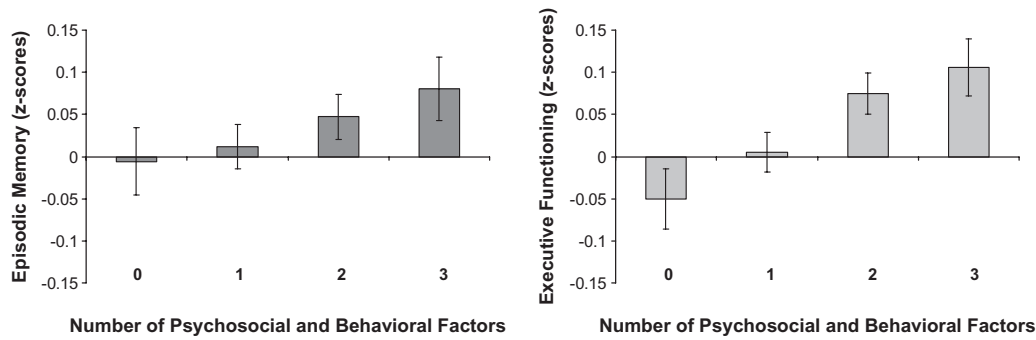 Episodic Memory (z-scores)
0.15
0.1
0.05
0
-0.05
-0.1
-0.15
0 1 2 3
Number of Psychosocial and Behavioral Factors
Executive Functioning (z-scores)
0.15
0.1
0.05
0
-0.05
-0.1
-0.15
0 1 2 3
Number of Psychosocial and Behavioral Factors